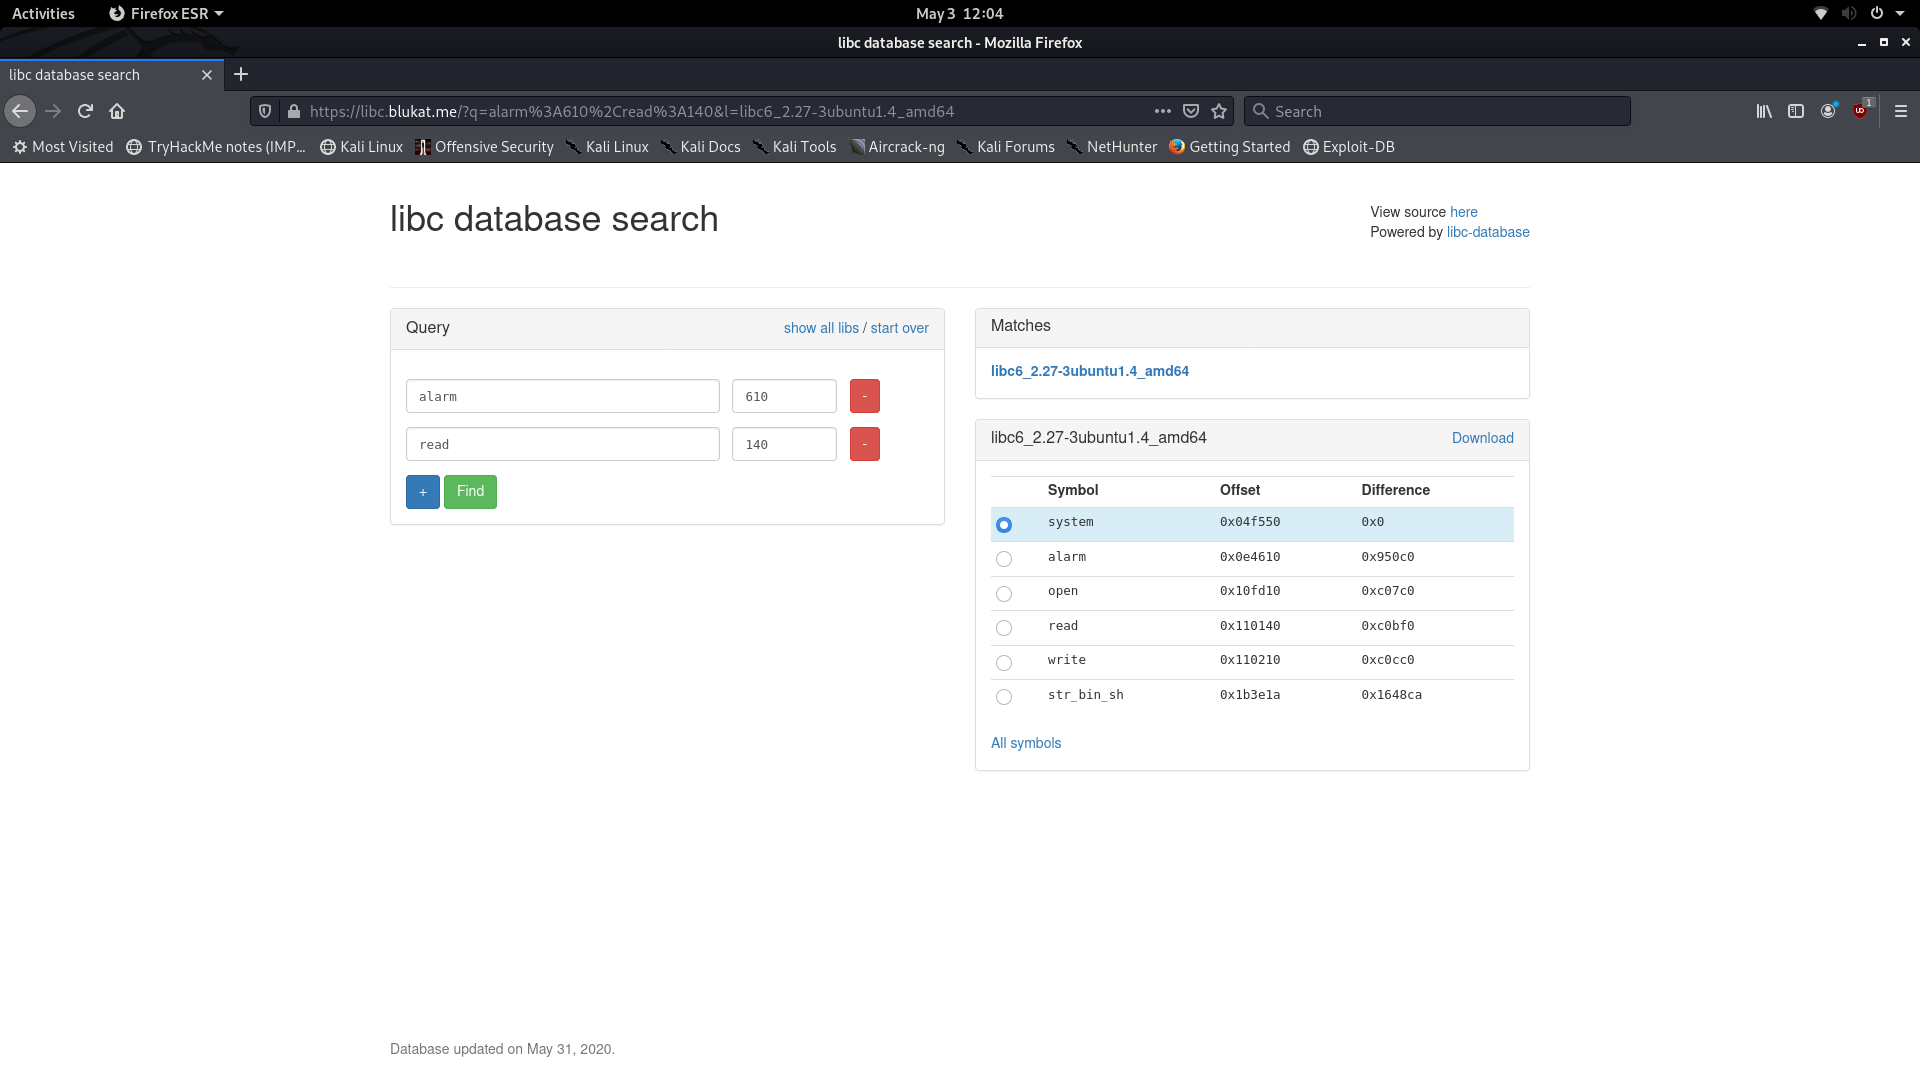 Activities Firefox ESR May 3 12:04
libc database search - Mozilla Firefox
libc database search
https://libc.blukat.me/?q=alarm%3A610%2Cread%3A140&l=libc6_2.27-3ubuntu1.4_amd64 Search 1
Most Visited TryHackMe notes (IMP... Kali Linux Offensive Security Kali Linux Kali Docs Kali Tools Aircrack-ng Kali Forums NetHunter Getting Started Exploit-DB
libc database search
View source here
Powered by libc-database
Query show all libs / start over
alarm 610 -
read 140 -
+ Find
Matches
libc6_2.27-3ubuntu1.4_amd64
libc6_2.27-3ubuntu1.4_amd64 Download
Symbol Offset Difference
system 0x04f550 0x0
alarm 0x0e4610 0x950c0
open 0x10fd10 0xc07c0
read 0x110140 0xc0bf0
write 0x110210 0xc0cc0
str_bin_sh 0x1b3e1a 0x1648ca
All symbols
Database updated on May 31, 2020.